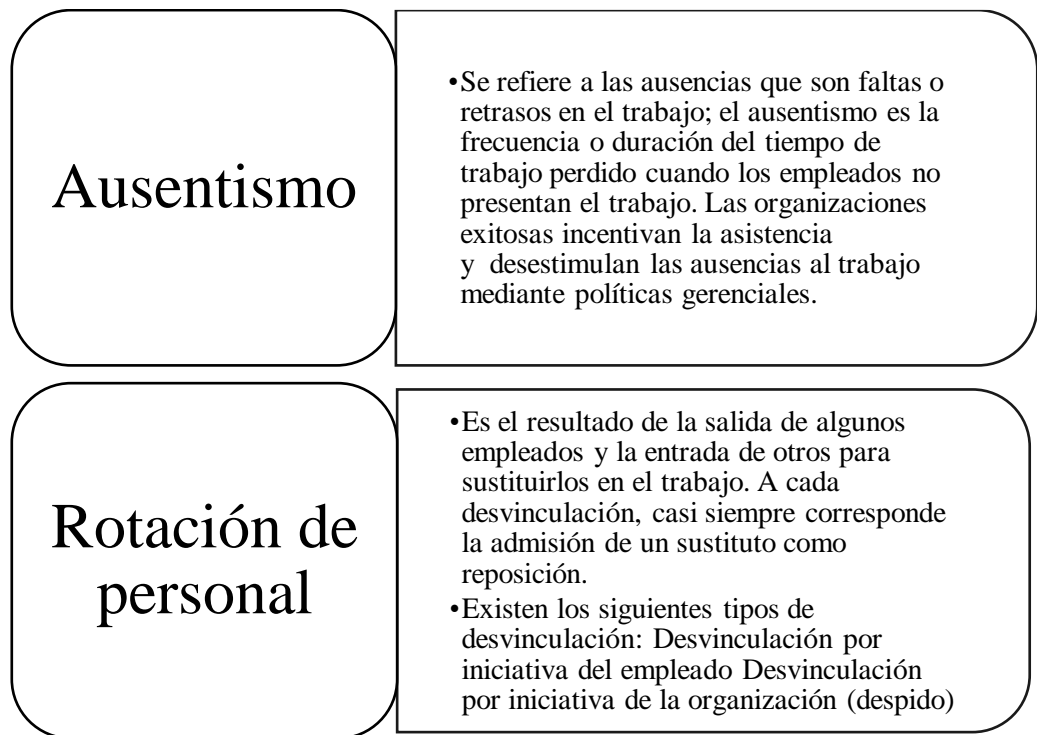 Ausentismo
•Se refiere a las ausencias que son faltas o
retrasos en el trabajo; el ausentismo es la
frecuencia o duración del tiempo de
trabajo perdido cuando los empleados no
presentan el trabajo. Las organizaciones
exitosas incentivan la asistencia
y  desestimulan las ausencias al trabajo
mediante políticas gerenciales.
Rotación de
personal
•Es el resultado de la salida de algunos
empleados y la entrada de otros para
sustituirlos en el trabajo. A cada
desvinculación, casi siempre corresponde
la admisión de un sustituto como
reposición.
•Existen los siguientes tipos de
desvinculación: Desvinculación por
iniciativa del empleado Desvinculación
por iniciativa de la organización (despido)